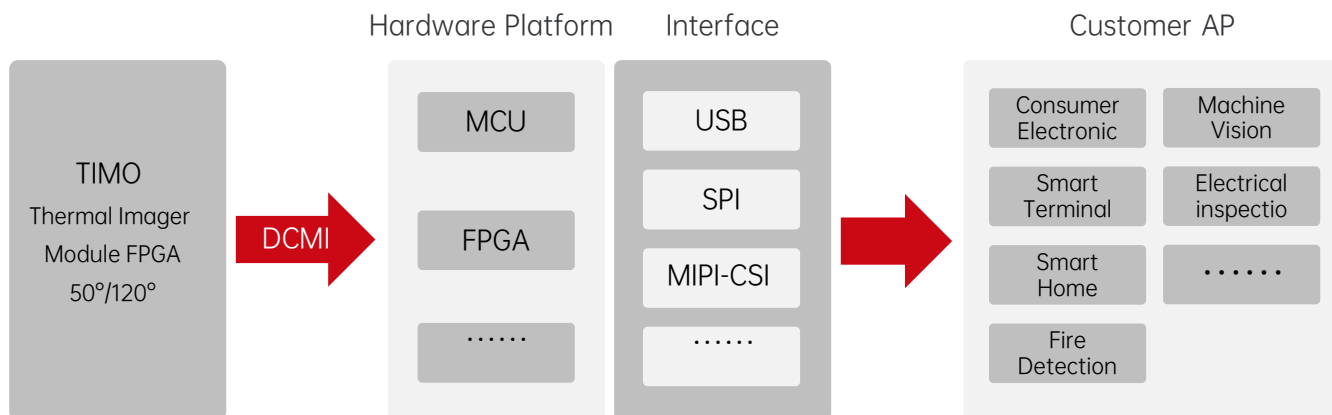 Hardware Platform
Interface
Customer AP
TIMO
Thermal Imager
Module FPGA
50°/120°
DCMI
MCU
FPGA
······
USB
SPI
MIPI-CSI
······
Consumer
Electronic
Machine
Vision
Smart
Terminal
Electrical
inspectio
Smart
Home
······
Fire
Detection